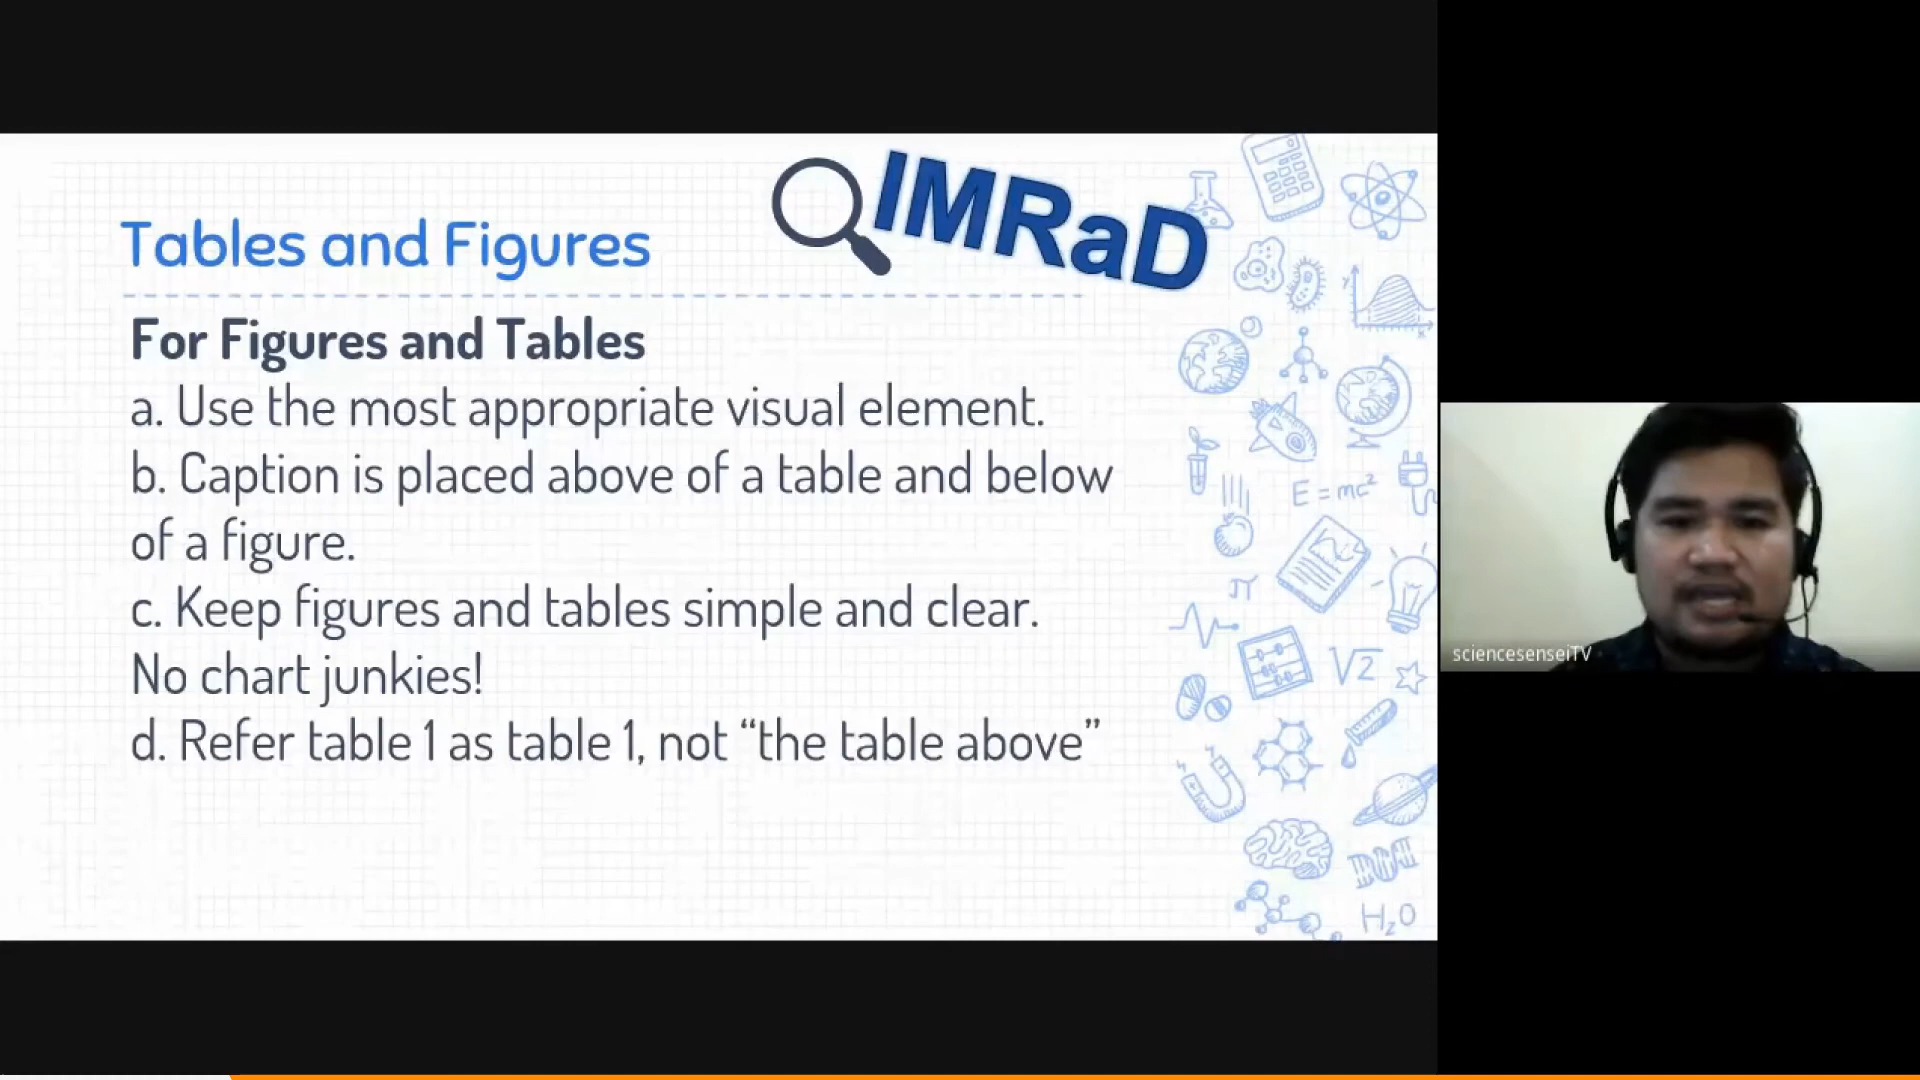 IMRaD
Tables and Figures
For Figures and Tables
a. Use the most appropriate visual element.
b. Caption is placed above of a table and below
of a figure.
c. Keep figures and tables simple and clear.
No chart junkies!
d. Refer table 1 as table 1, not “the table above”
y
x
E = mc²
π
√2
H₂O
sciencesenseiTV